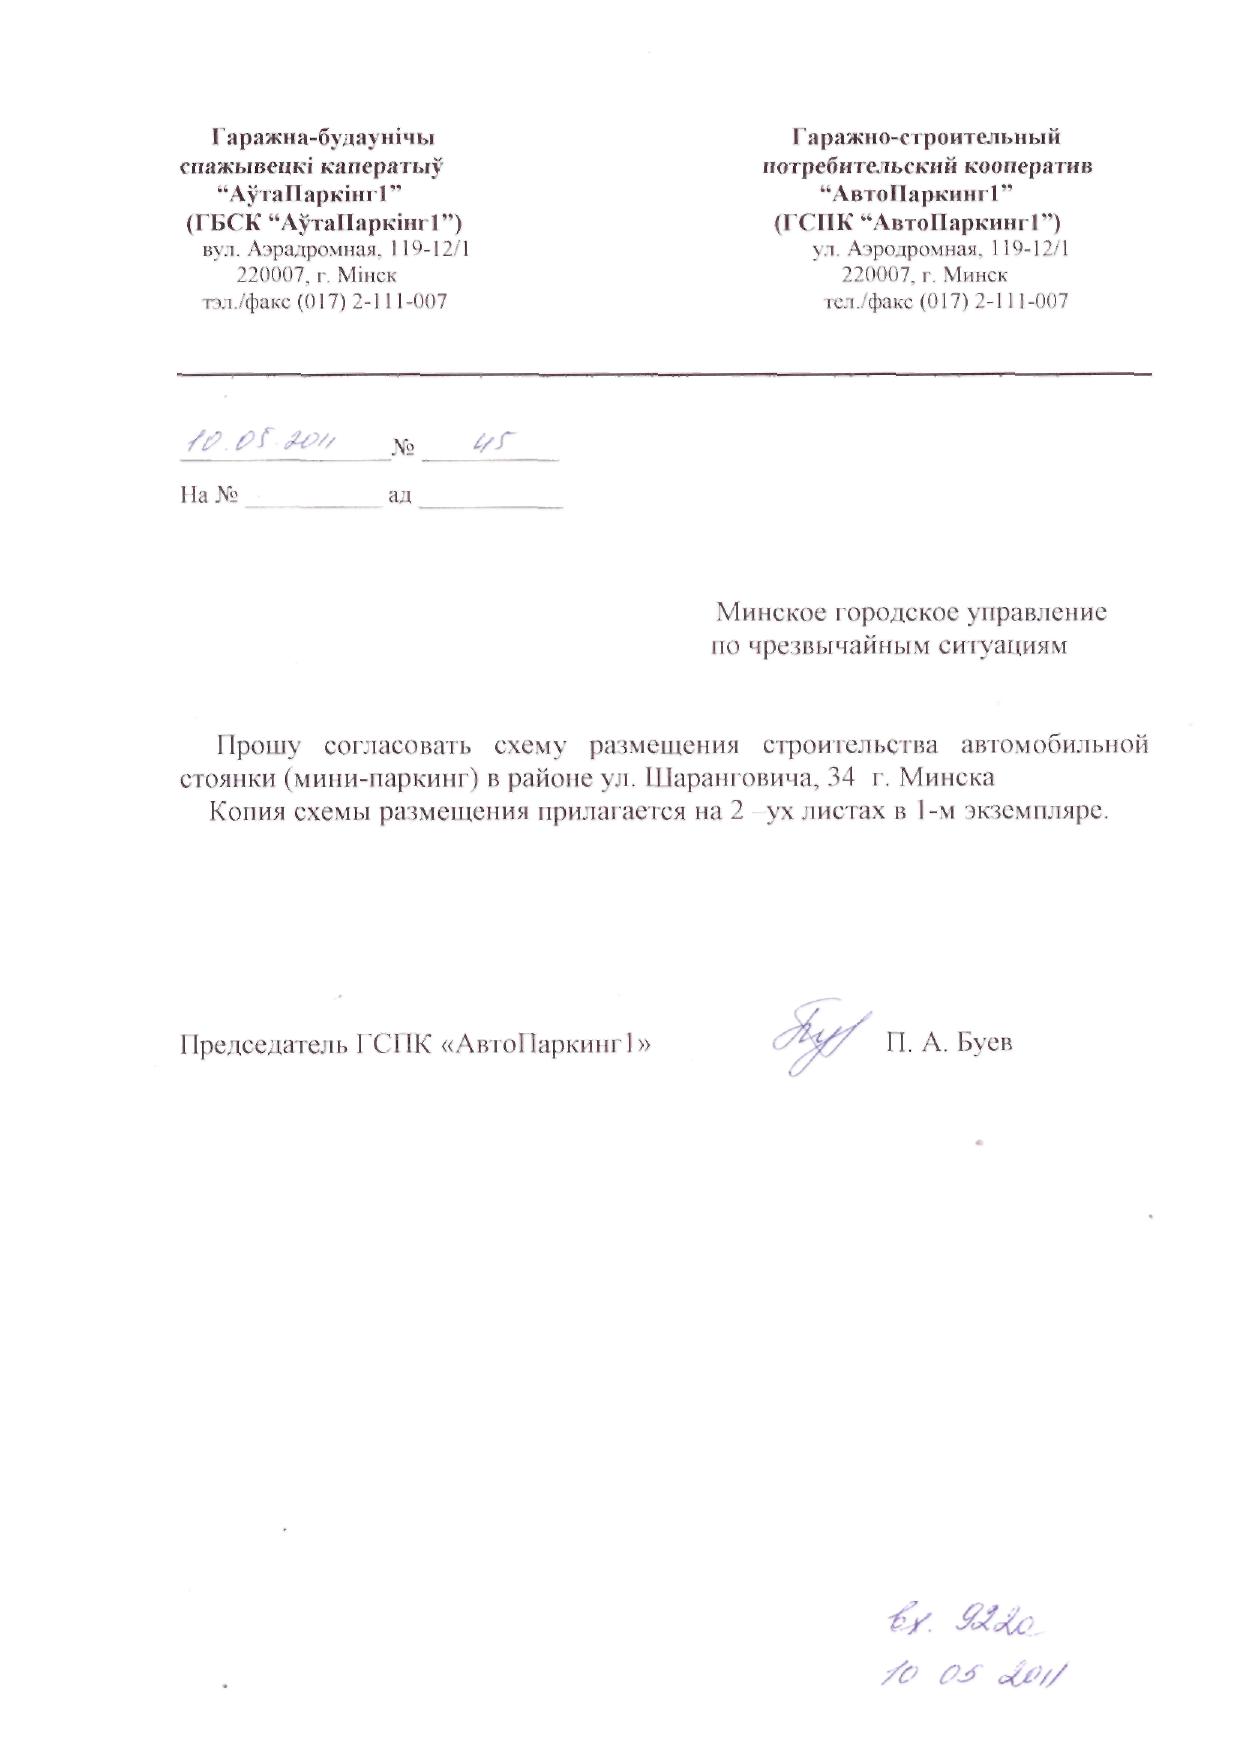 Гаражна-будаунічы
спажывецкі каператыў
“АўтаПаркінг1”
(ГБСК “АўтаПаркінг1”)
вул. Аэрадромная, 119-12/1
220007, г. Мінск
тэл./факс (017) 2-111-007
Гаражно-строительный
потребительский кооператив
“АвтоПаркинг1”
(ГСПК “АвтоПаркинг1”)
ул. Аэродромная, 119-12/1
220007, г. Минск
тел./факс (017) 2-111-007
10.05.2011 № 45
На № ____________ ад ___________
Минское городское управление
по чрезвычайным ситуациям
Прошу согласовать схему размещения строительства автомобильной
стоянки (мини-паркинг) в районе ул. Шаранговича, 34 г. Минска
Копия схемы размещения прилагается на 2 –ух листах в 1-м экземпляре.
Председатель ГСПК «АвтоПаркинг1» П. А. Буев
вх. 922с
10 05 2011